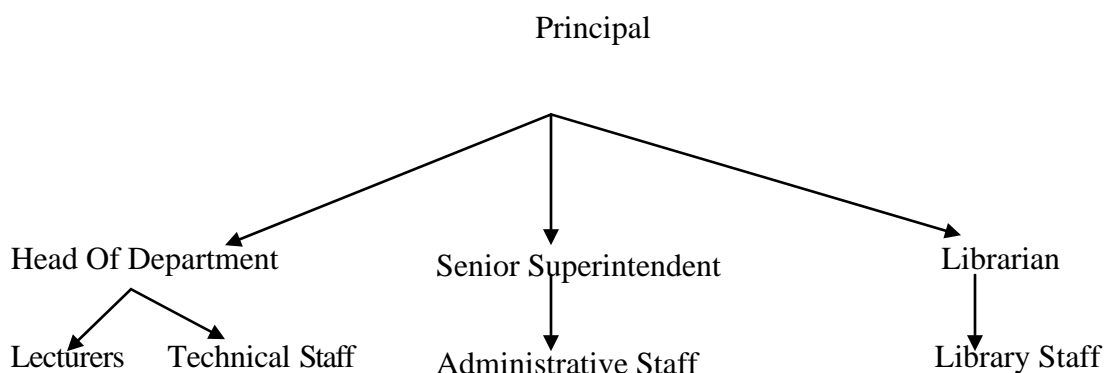 Principal
Head Of Department
Senior Superintendent
Librarian
Lecturers
Technical Staff
Administrative Staff
Library Staff